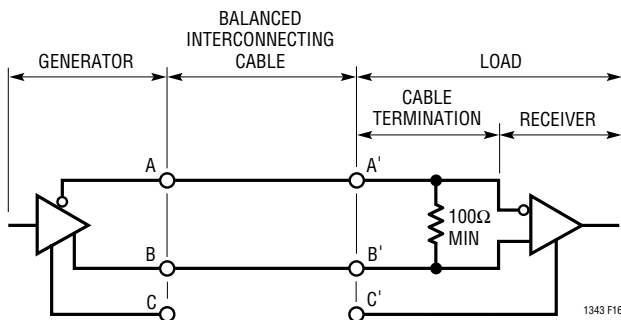 BALANCED
INTERCONNECTING
CABLE
GENERATOR
LOAD
CABLE
TERMINATION
RECEIVER
A
A'
100Ω
MIN
B
B'
C
C'
1343 F16